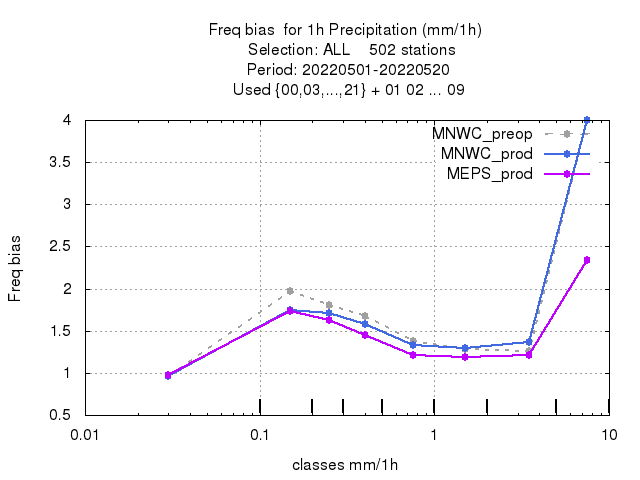 Freq bias  for 1h Precipitation (mm/1h)
Selection: ALL    502 stations
Period: 20220501-20220520
Used {00,03,...,21} + 01 02 ... 09
MNWC_preop
MNWC_prod
MEPS_prod
4
3.5
3
2.5
2
1.5
1
0.5
Freq bias
0.01
0.1
1
10
classes mm/1h